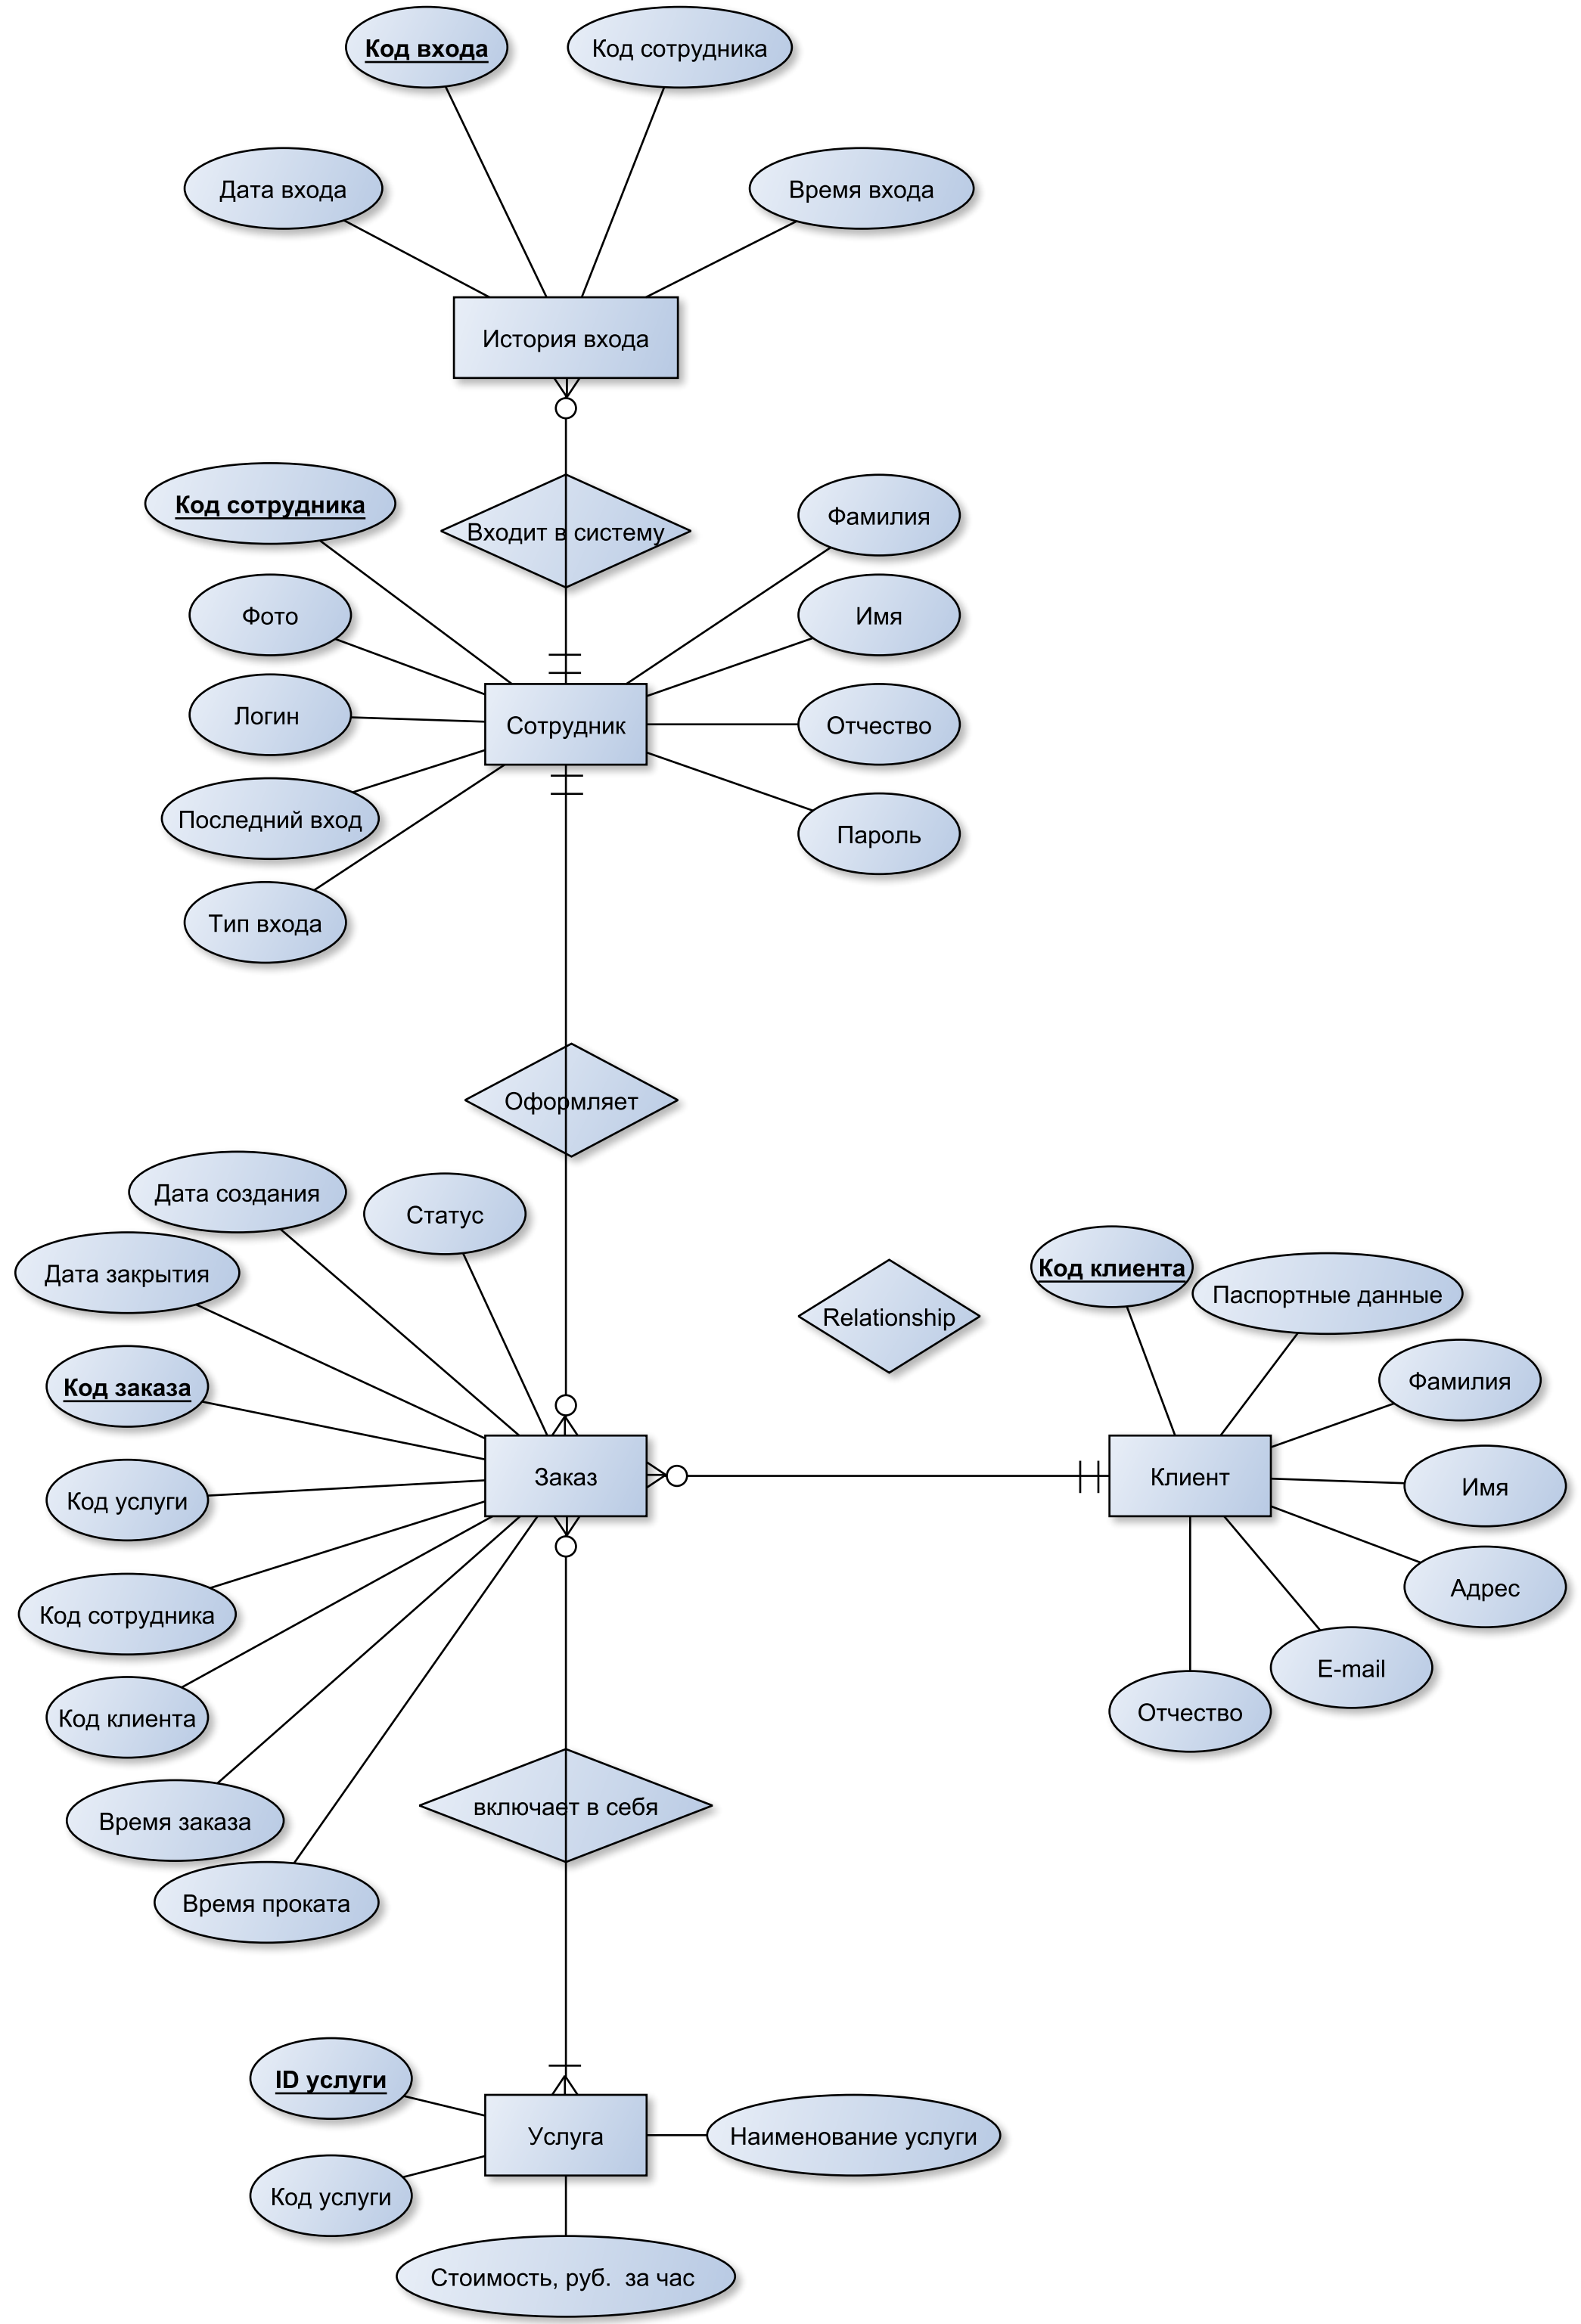 Код входа
Код сотрудника
Дата входа
Время входа
История входа
Код сотрудника
Входит в систему
Фамилия
Фото
Имя
Логин
Сотрудник
Отчество
Последний вход
Пароль
Тип входа
Оформляет
Дата создания
Статус
Дата закрытия
Код клиента
Паспортные данные
Relationship
Фамилия
Код заказа
Заказ
Клиент
Имя
Код услуги
Адрес
Код сотрудника
E-mail
Код клиента
Отчество
включает в себя
Время заказа
Время проката
ID услуги
Услуга
Наименование услуги
Код услуги
Стоимость, руб.  за час